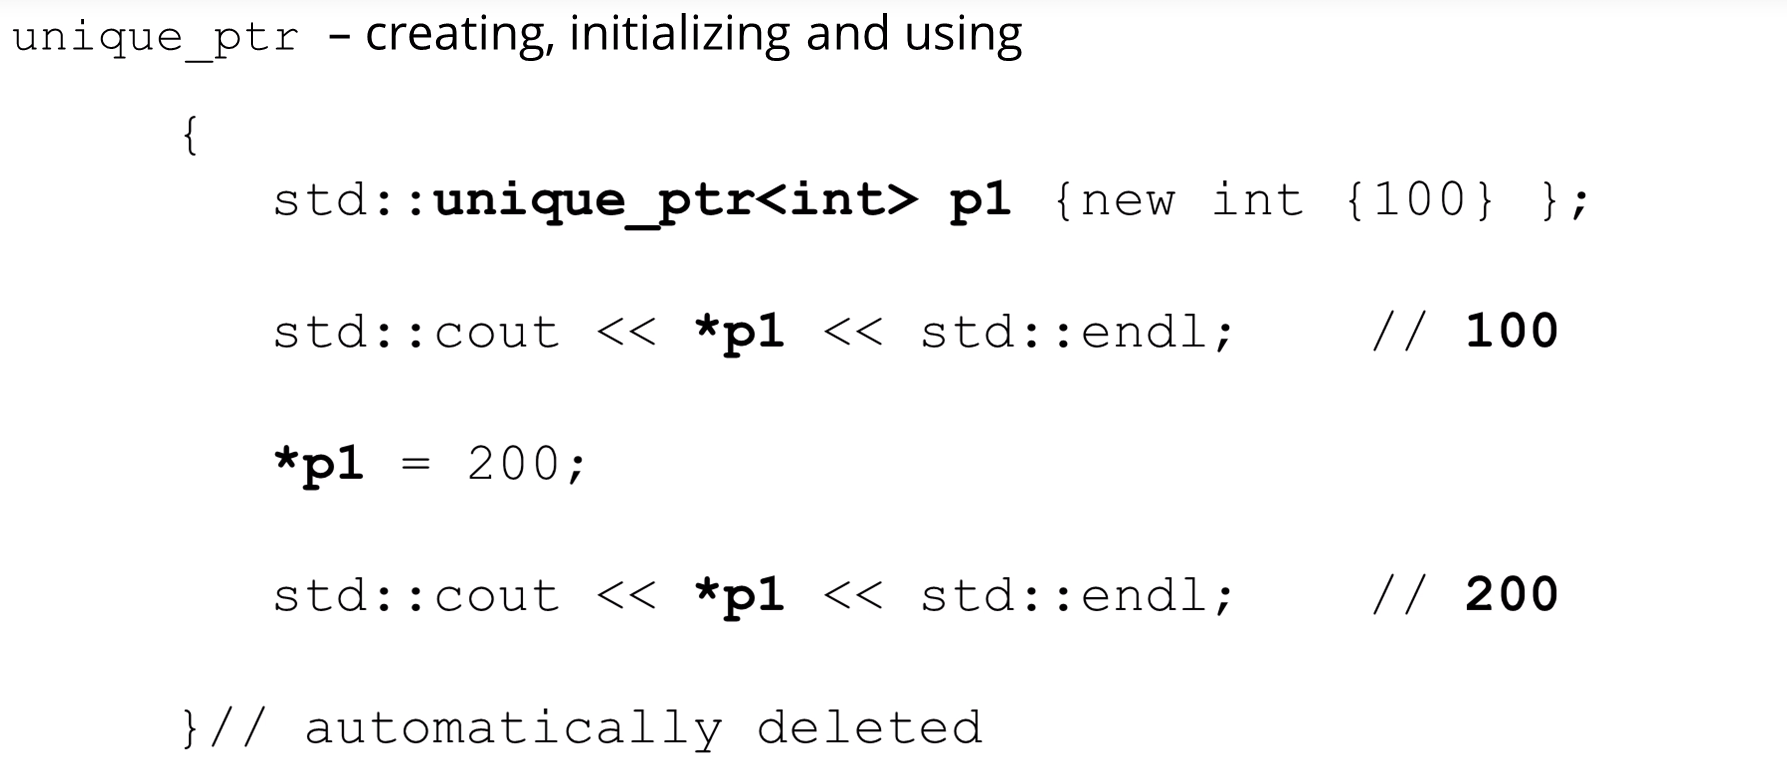 unique_ptr – creating, initializing and using
{
std::unique_ptr<int> p1 {new int {100} };
std::cout << *p1 << std::endl; // 100
*p1 = 200;
std::cout << *p1 << std::endl; // 200
}// automatically deleted